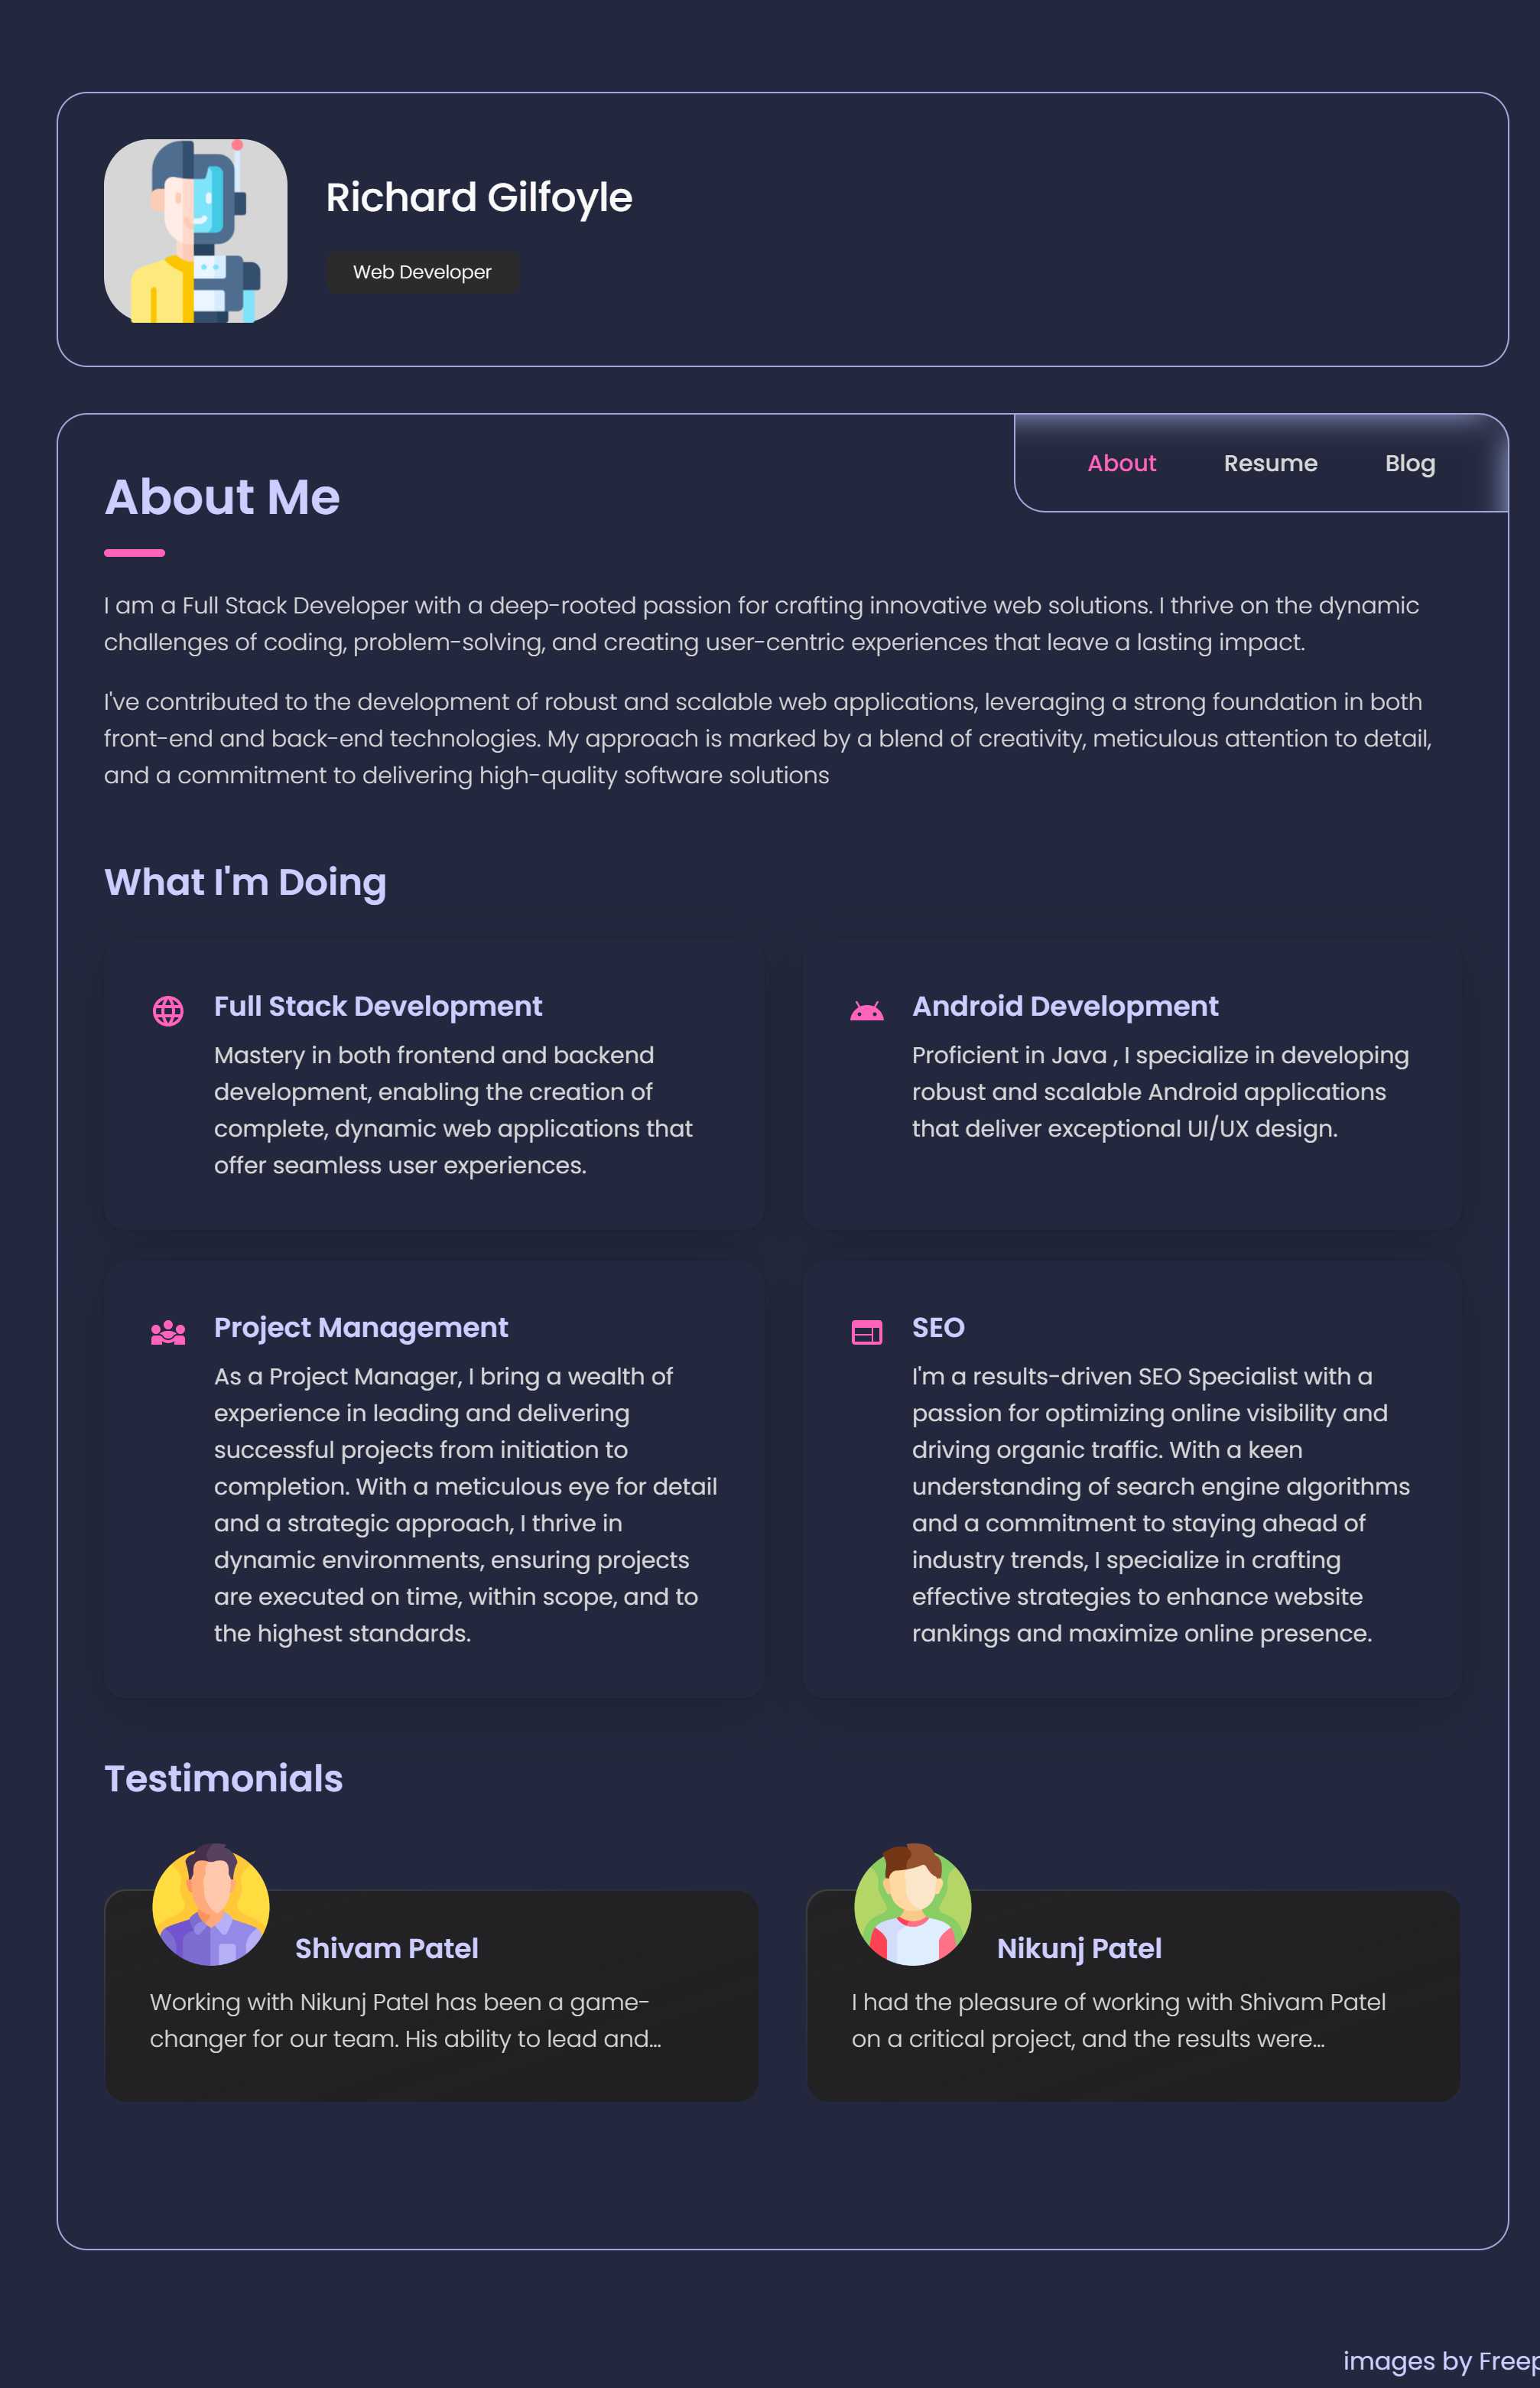 Richard Gilfoyle
Web Developer
About Resume Blog
About Me
I am a Full Stack Developer with a deep-rooted passion for crafting innovative web solutions. I thrive on the dynamic
challenges of coding, problem-solving, and creating user-centric experiences that leave a lasting impact.
I've contributed to the development of robust and scalable web applications, leveraging a strong foundation in both
front-end and back-end technologies. My approach is marked by a blend of creativity, meticulous attention to detail,
and a commitment to delivering high-quality software solutions
What I'm Doing
Full Stack Development
Mastery in both frontend and backend
development, enabling the creation of
complete, dynamic web applications that
offer seamless user experiences.
Android Development
Proficient in Java , I specialize in developing
robust and scalable Android applications
that deliver exceptional UI/UX design.
Project Management
As a Project Manager, I bring a wealth of
experience in leading and delivering
successful projects from initiation to
completion. With a meticulous eye for detail
and a strategic approach, I thrive in
dynamic environments, ensuring projects
are executed on time, within scope, and to
the highest standards.
SEO
I'm a results-driven SEO Specialist with a
passion for optimizing online visibility and
driving organic traffic. With a keen
understanding of search engine algorithms
and a commitment to staying ahead of
industry trends, I specialize in crafting
effective strategies to enhance website
rankings and maximize online presence.
Testimonials
Shivam Patel
Working with Nikunj Patel has been a game-
changer for our team. His ability to lead and...
Nikunj Patel
I had the pleasure of working with Shivam Patel
on a critical project, and the results were...
images by